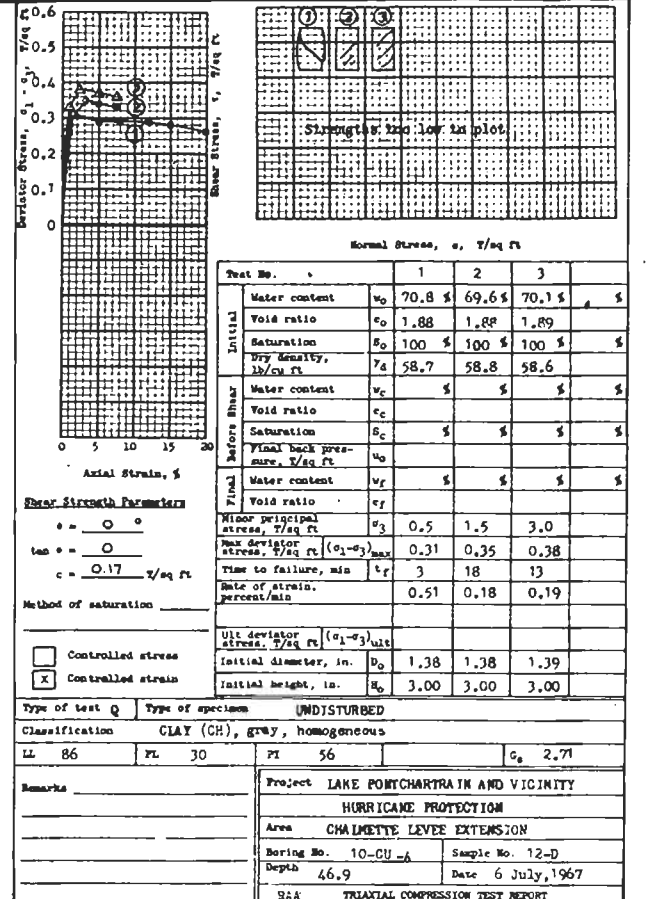 Deviator Stress, σ1 - σ3, T/sq ft
0.6
0.5
0.4
0.3
0.2
0.1
0
Shear Stress, τ, T/sq ft
3
2
1
0 5 10 15 20
Axial Strain, %
1 2 3
Strengths too low to plot
Normal Stress, σ, T/sq ft
Test No. 1 2 3
Initial
Water content w₀ 70.8 % 69.6 % 70.1 % %
Void ratio e₀ 1.88 1.88 1.89
Saturation S₀ 100 % 100 % 100 % %
Dry density, lb/cu ft γd 58.7 58.8 58.6
Before Shear
Water content wc % % % %
Void ratio ec
Saturation Sc % % % %
Final back pres-
sure, T/sq ft u₀
Final
Water content wf % % % %
Void ratio ef
Minor principal
stress, T/sq ft σ3 0.5 1.5 3.0
Max deviator
stress, T/sq ft (σ1-σ3)max 0.31 0.35 0.38
Time to failure, min tf 3 18 13
Rate of strain,
percent/min 0.51 0.18 0.19
Ult deviator
stress, T/sq ft (σ1-σ3)ult
Initial diameter, in. D₀ 1.38 1.38 1.39
Initial height, in. H₀ 3.00 3.00 3.00
Shear Strength Parameters
ø = 0 °
tan ø = 0
c = 0.17 T/sq ft
Method of saturation
Controlled stress
X Controlled strain
Type of test Q Type of specimen UNDISTURBED
Classification CLAY (CH), gray, homogeneous
LL 86 PL 30 PI 56 Gs 2.71
Remarks
Project LAKE PONTCHARTRAIN AND VICINITY
HURRICANE PROTECTION
Area CHALMETTE LEVEE EXTENSION
Boring No. 10-CU-A Sample No. 12-D
Depth 46.9 Date 6 July, 1967
TRIAXIAL COMPRESSION TEST REPORT